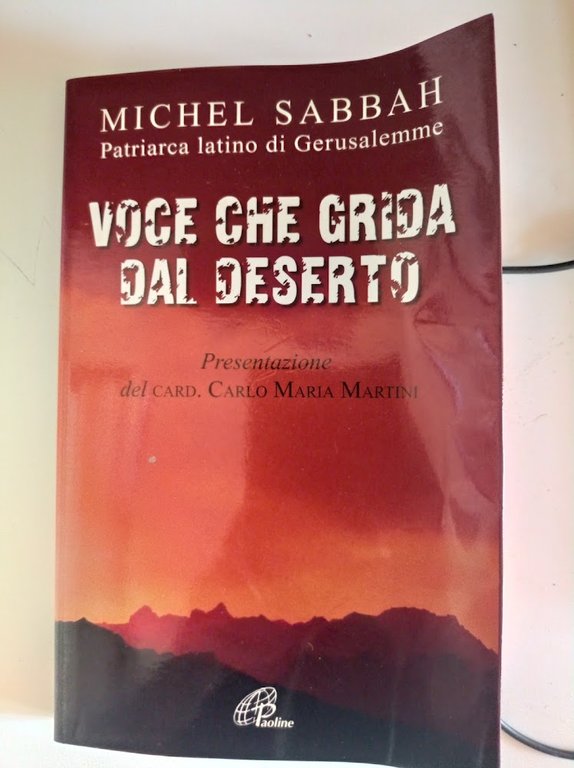 MICHEL SABBAH
Patriarca latino di Gerusalemme
VOCE CHE GRIDA
DAL DESERTO
Presentazione
del CARD. CARLO MARIA MARTINI
Paoline